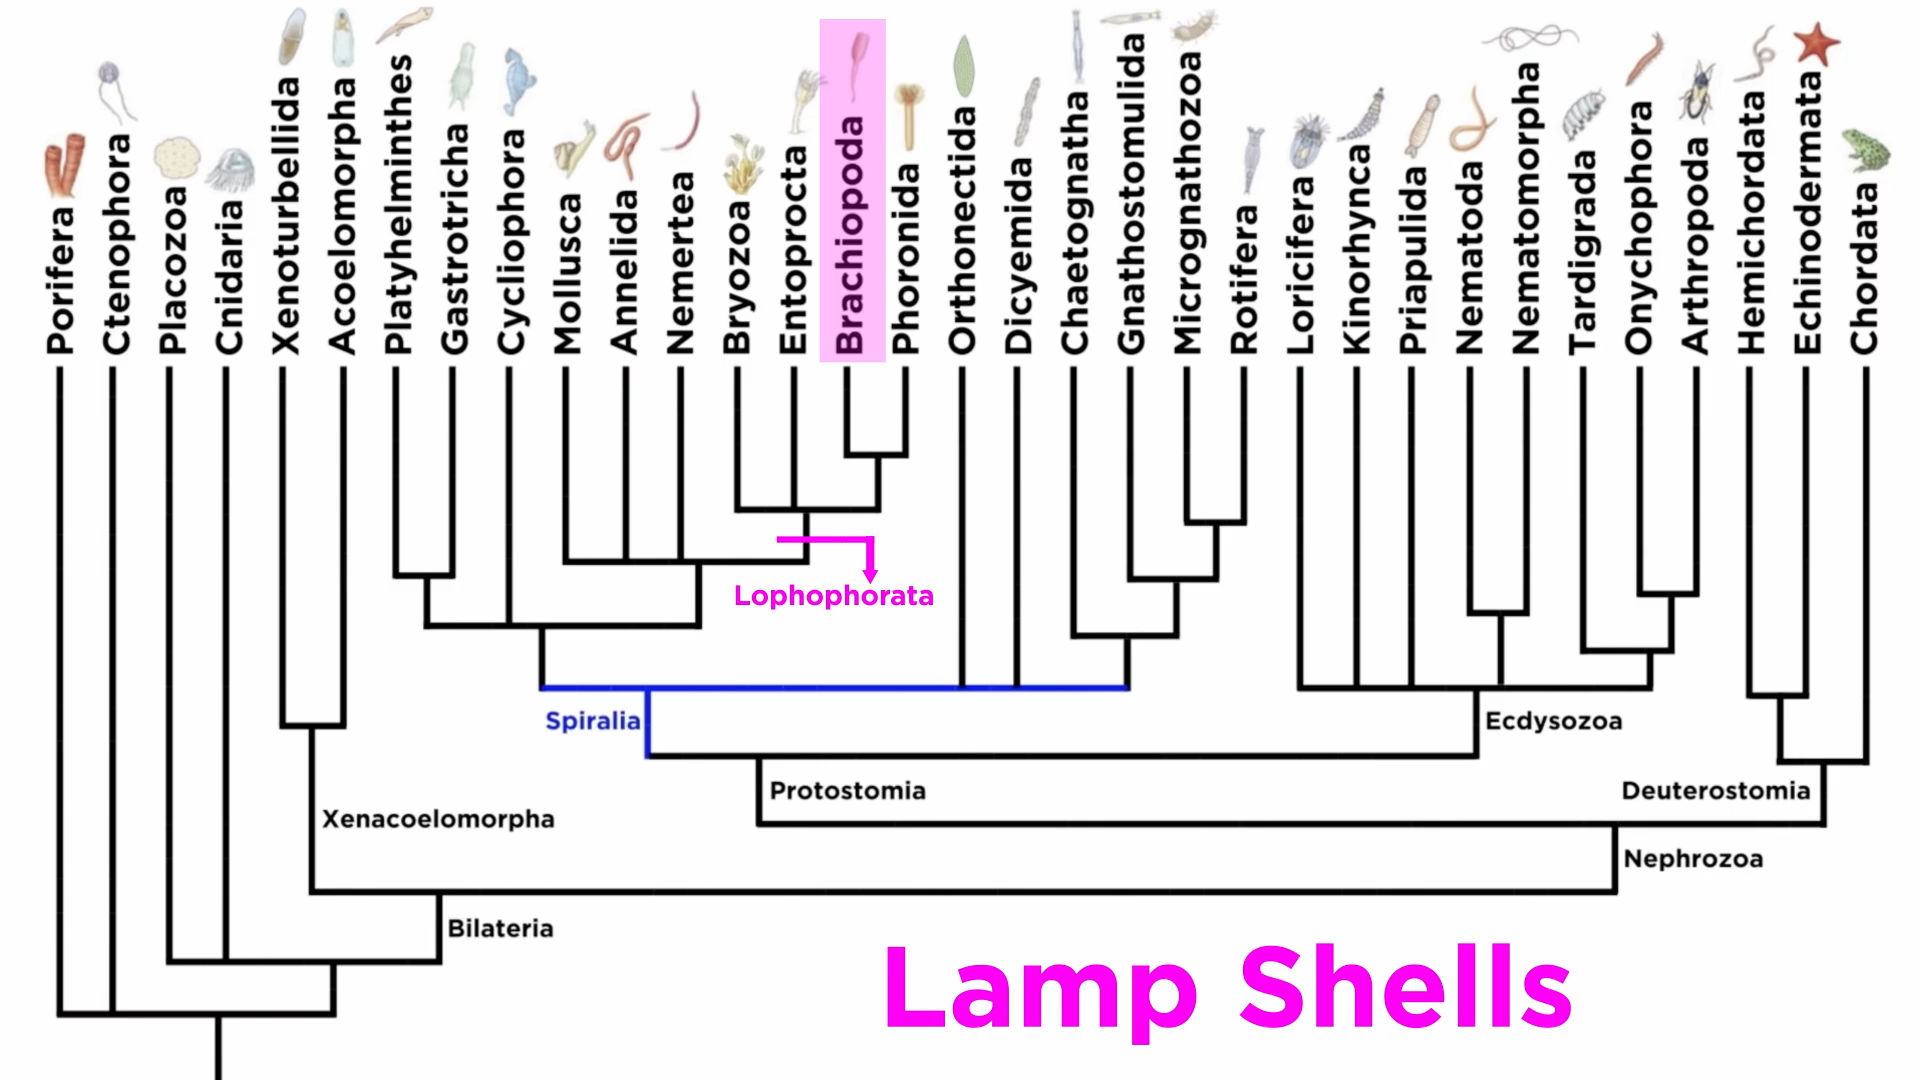 Porifera
Ctenophora
Placozoa
Cnidaria
Xenoturbellida
Acoelomorpha
Platyhelminthes
Gastrotricha
Cycliophora
Mollusca
Annelida
Nemertea
Bryozoa
Entoprocta
Brachiopoda
Phoronida
Orthonectida
Dicyemida
Chaetognatha
Gnathostomulida
Micrognathozoa
Rotifera
Loricifera
Kinorhynca
Priapulida
Nematoda
Nematomorpha
Tardigrada
Onychophora
Arthropoda
Hemichordata
Echinodermata
Chordata
Lophophorata
Spiralia
Ecdysozoa
Protostomia
Deuterostomia
Xenacoelomorpha
Nephrozoa
Bilateria
Lamp Shells